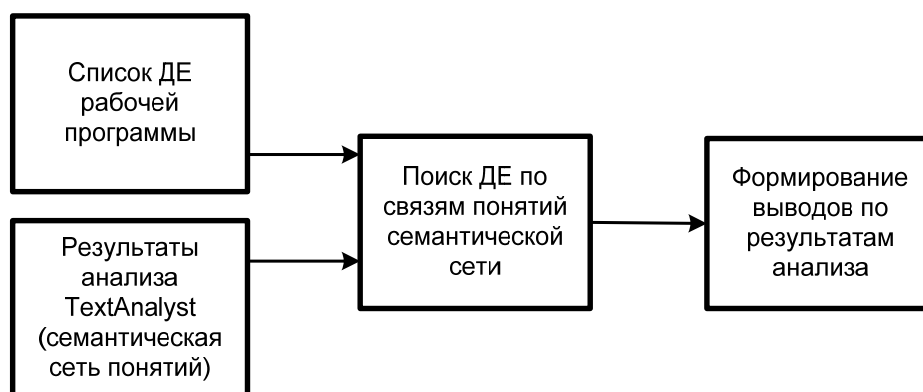 Список ДЕ
рабочей
программы
Результаты
анализа
TextAnalyst
(семантическая
сеть понятий)
Поиск ДЕ по
связям понятий
семантической
сети
Формирование
выводов по
результатам
анализа